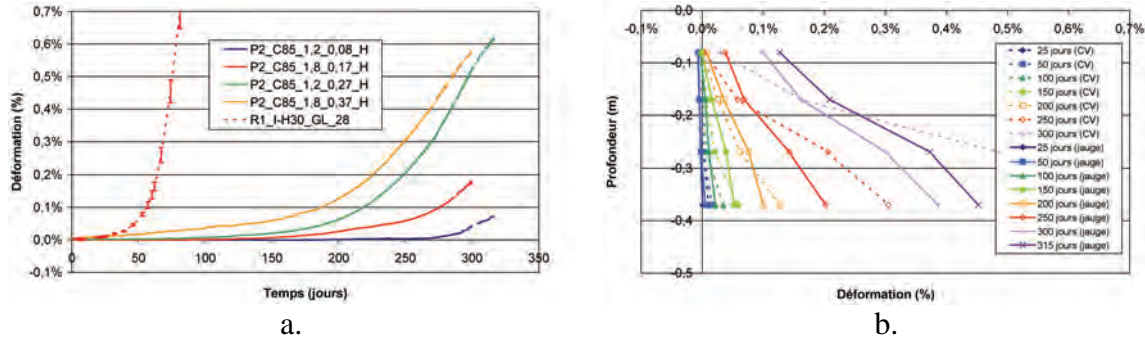 0,7%
0,6%
0,5%
0,4%
0,3%
0,2%
0,1%
0,0%
-0,1%
Déformation (%)
P2_C85_1,2_0,08_H
P2_C85_1,8_0,17_H
P2_C85_1,2_0,27_H
P2_C85_1,8_0,37_H
R1_I-H30_GL_28
0 50 100 150 200 250 300 350
Temps (jours)
a.
-0,1% 0,0% 0,1% 0,2% 0,3% 0,4% 0,5% 0,6% 0,7%
0,0
-0,1
-0,2
-0,3
-0,4
-0,5
Profondeur (m)
25 jours (CV)
50 jours (CV)
100 jours (CV)
150 jours (CV)
200 jours (CV)
250 jours (CV)
300 jours (CV)
25 jours (jauge)
50 jours (jauge)
100 jours (jauge)
150 jours (jauge)
200 jours (jauge)
250 jours (jauge)
300 jours (jauge)
315 jours (jauge)
Déformation (%)
b.